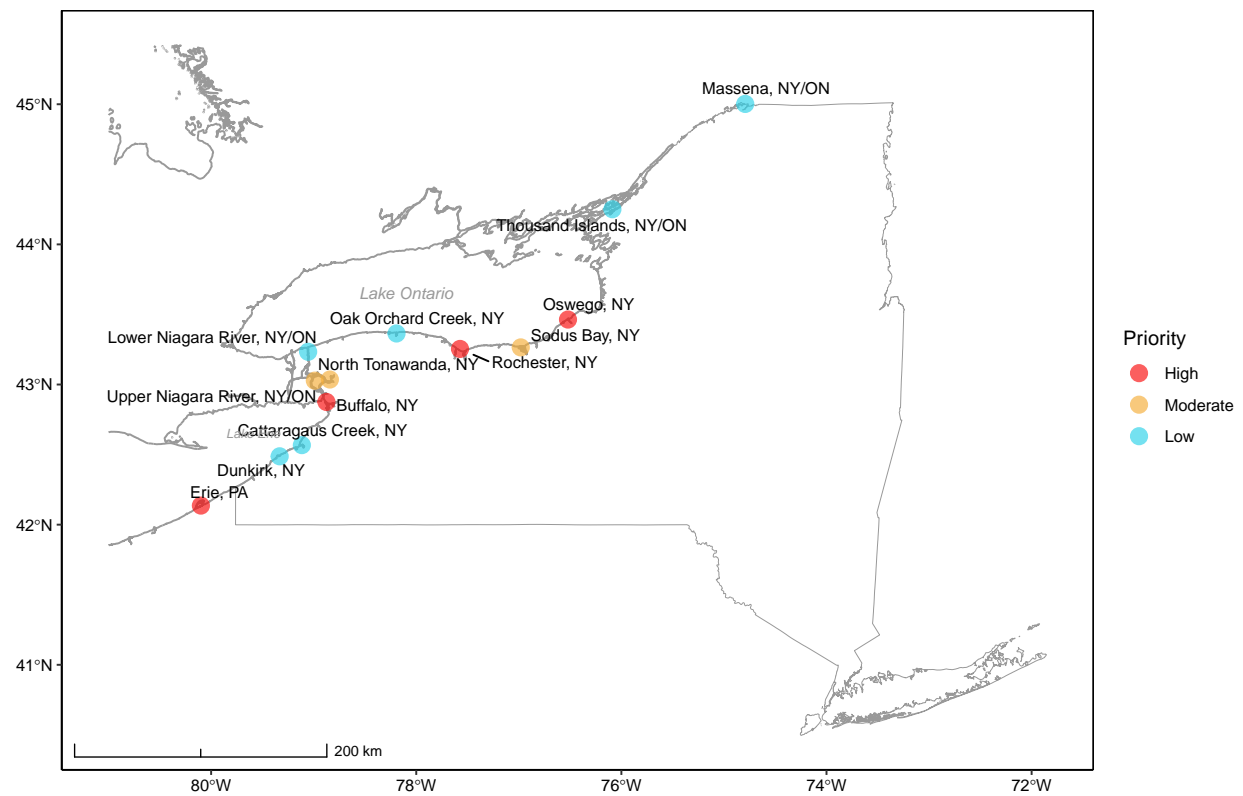 Massena, NY/ON
45°N
44°N
Thousand Islands, NY/ON
Lake Ontario
Oswego, NY
Oak Orchard Creek, NY
Lower Niagara River, NY/ON
Sodus Bay, NY
North Tonawanda, NY
Rochester, NY
43°N
Upper Niagara River, NY/ON
Buffalo, NY
Lake Erie
Cattaragaus Creek, NY
Dunkirk, NY
Erie, PA
42°N
41°N
200 km
80°W
78°W
76°W
74°W
72°W
Priority
High
Moderate
Low